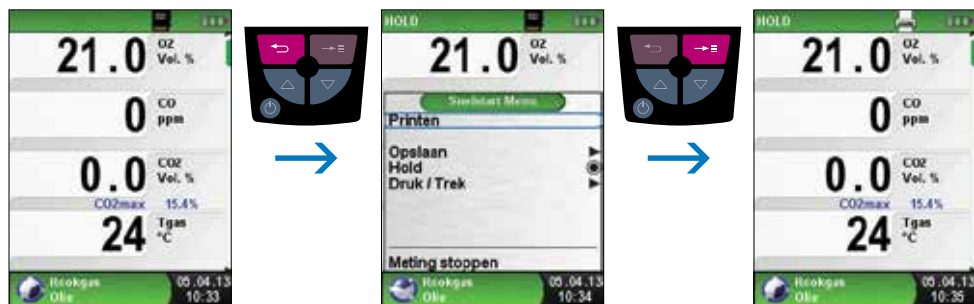 21.0 O2 Vol. %
0 CO ppm
0.0 CO2 Vol. %
CO2max 15.4%
24 Tgas °C
Rookgas 05.04.13
Olie 10:33
HOLD
21.0 O2 Vol. %
Snelstart Menu
Printen
Opslaan
Hold
Druk / Trek
Meting stoppen
Rookgas 05.04.13
Olie 10:34
HOLD
21.0 O2 Vol. %
0 CO ppm
0.0 CO2 Vol. %
CO2max 15.4%
24 Tgas °C
Rookgas 05.04.13
Olie 10:35